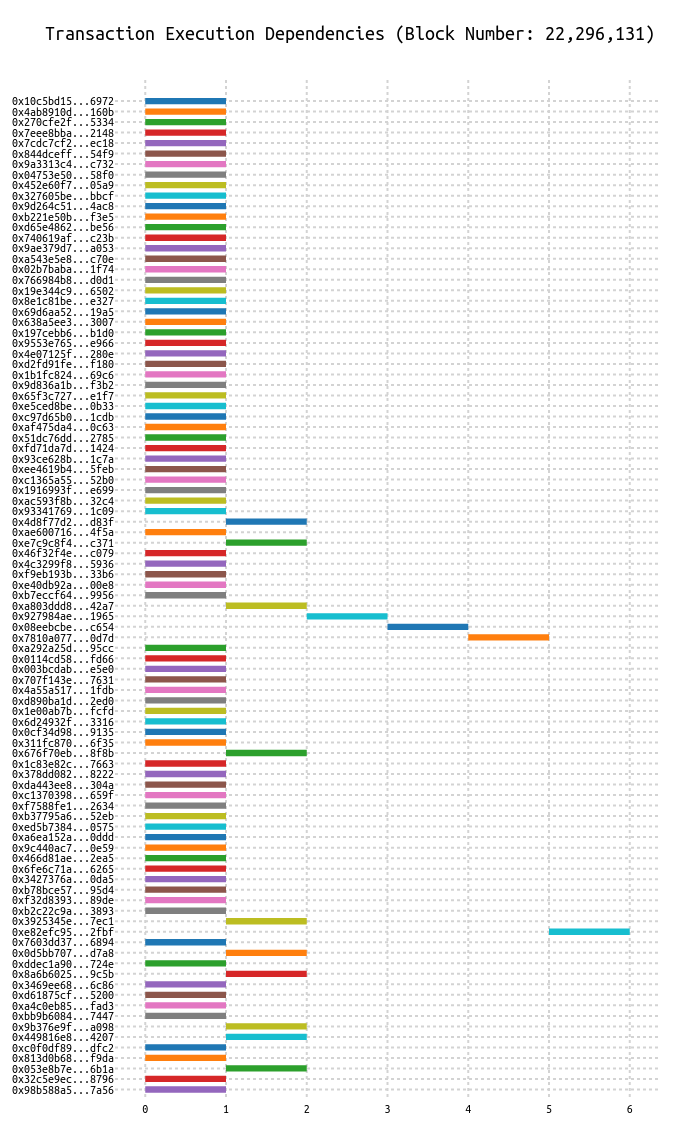 Transaction Execution Dependencies (Block Number: 22,296,131)
0x10c5bd15...6972
0x4ab8910d...160b
0x270cfe2f...5334
0x7eee8bba...2148
0x7cdc7cf2...ec18
0x844dceff...54f9
0x9a3313c4...c732
0x04753e50...58f0
0x452e60f7...05a9
0x327605be...bbcf
0x9d264c51...4ac8
0xb221e50b...f3e5
0xd65e4862...be56
0x740619af...c23b
0x9ae379d7...a053
0xa543e5e8...c70e
0x02b7baba...1f74
0x766984b8...d0d1
0x19e344c9...6502
0x8e1c81be...e327
0x69d6aa52...19a5
0x638a5ee3...3007
0x197cebb6...b1d0
0x9553e765...e966
0x4e07125f...280e
0xd2fd91fe...f180
0x1b1fc824...69c6
0x9d836a1b...f3b2
0x65f3c727...e1f7
0xe5ced8be...0b33
0xc97d65b0...1cdb
0xaf475da4...0c63
0x51dc76dd...2785
0xfd71da7d...1424
0x93ce628b...1c7a
0xee4619b4...5feb
0xc1365a55...52b0
0x1916993f...e699
0xac593f8b...32c4
0x93341769...1c09
0x4d8f77d2...d83f
0xae600716...4f5a
0xe7c9c8f4...c371
0x46f32f4e...c079
0x4c3299f8...5936
0xf9eb193b...33b6
0xe40db92a...00e8
0xb7eccf64...9956
0xa803ddd8...42a7
0x927984ae...1965
0x08eebcbe...c654
0x7810a077...0d7d
0xa292a25d...95cc
0x0114cd58...fd66
0x003bcdab...e5e0
0x707f143e...7631
0x4a55a517...1fdb
0xd890ba1d...2ed0
0x1e00ab7b...fcfd
0x6d24932f...3316
0x0cf34d98...9135
0x311fc870...6f35
0x676f70eb...8f8b
0x1c83e82c...7663
0x378dd082...8222
0xda443ee8...304a
0xc1370398...659f
0xf7588fe1...2634
0xb37795a6...52eb
0xed5b7384...0575
0xa6ea152a...0ddd
0x9c440ac7...0e59
0x466d81ae...2ea5
0x6fe6c71a...6265
0x3427376a...0da5
0xb78bce57...95d4
0xf32d8393...89de
0xb2c22c9a...3893
0x3925345e...7ec1
0xe82efc95...2fbf
0x7603dd37...6894
0x0d5bb707...d7a8
0xddec1a90...724e
0x8a6b6025...9c5b
0x3469ee68...6c86
0xd61875cf...5200
0xa4c0eb85...fad3
0xbb9b6084...7447
0x9b376e9f...a098
0x449816e8...4207
0xc0f0df89...dfc2
0x813d0b68...f9da
0x053e8b7e...6b1a
0x32c5e9ec...8796
0x98b588a5...7a56
0 1 2 3 4 5 6